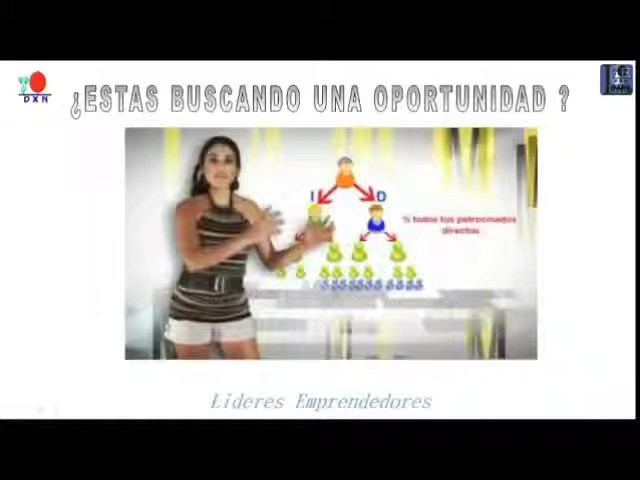 DXN
¿ESTAS BUSCANDO UNA OPORTUNIDAD ?
I D
% todos tus patrocinados
directos
Lideres Emprendedores